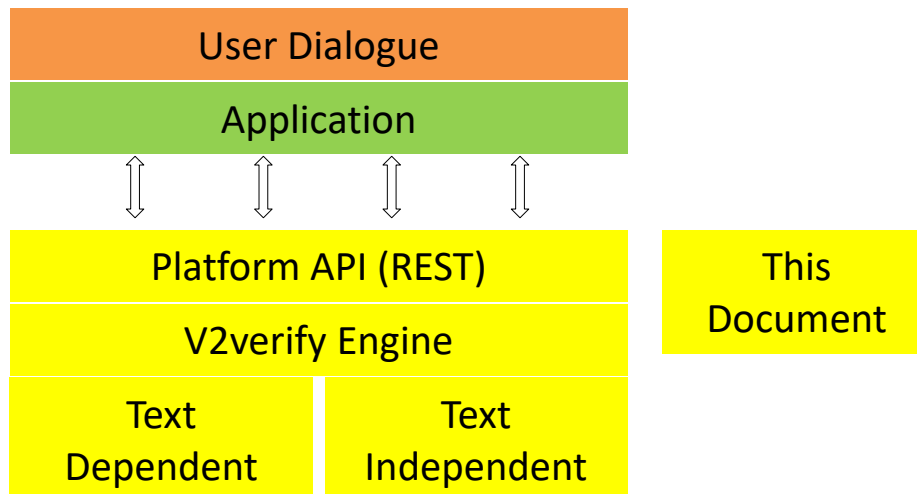 User Dialogue
Application
Platform API (REST)
This
Document
V2verify Engine
Text
Dependent
Text
Independent